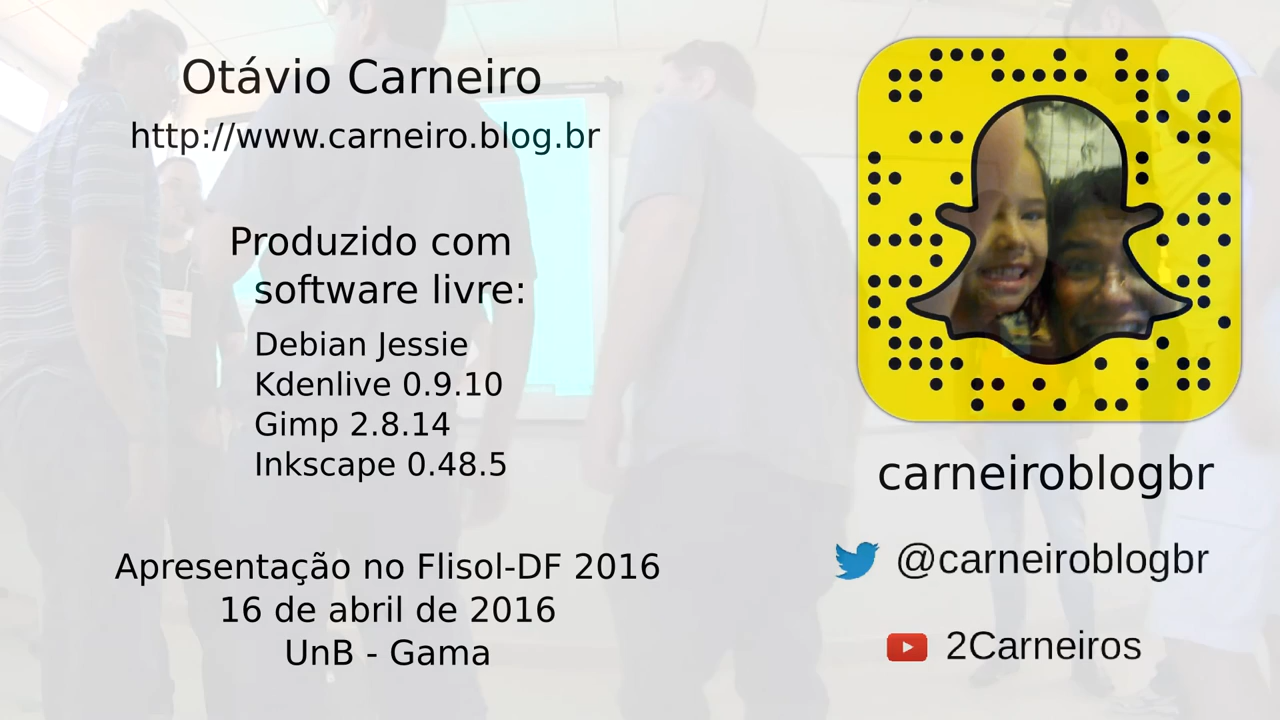 Otávio Carneiro
http://www.carneiro.blog.br
Produzido com
software livre:
Debian Jessie
Kdenlive 0.9.10
Gimp 2.8.14
Inkscape 0.48.5
Apresentação no Flisol-DF 2016
16 de abril de 2016
UnB - Gama
carneiroblogbr
@carneiroblogbr
2Carneiros